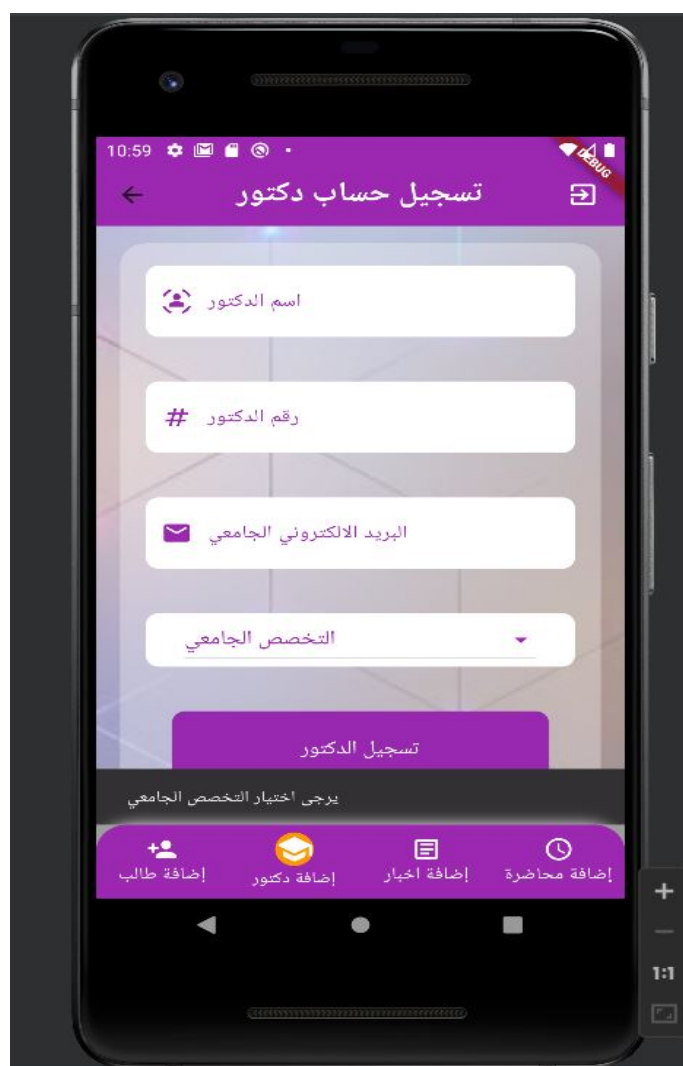 10:59
DEBUG
تسجيل حساب دكتور
اسم الدكتور
# رقم الدكتور
البريد الالكتروني الجامعي
التخصص الجامعي
تسجيل الدكتور
يرجى اختيار التخصص الجامعي
إضافة طالب
إضافة دكتور
إضافة اخبار
إضافة محاضرة
1:1